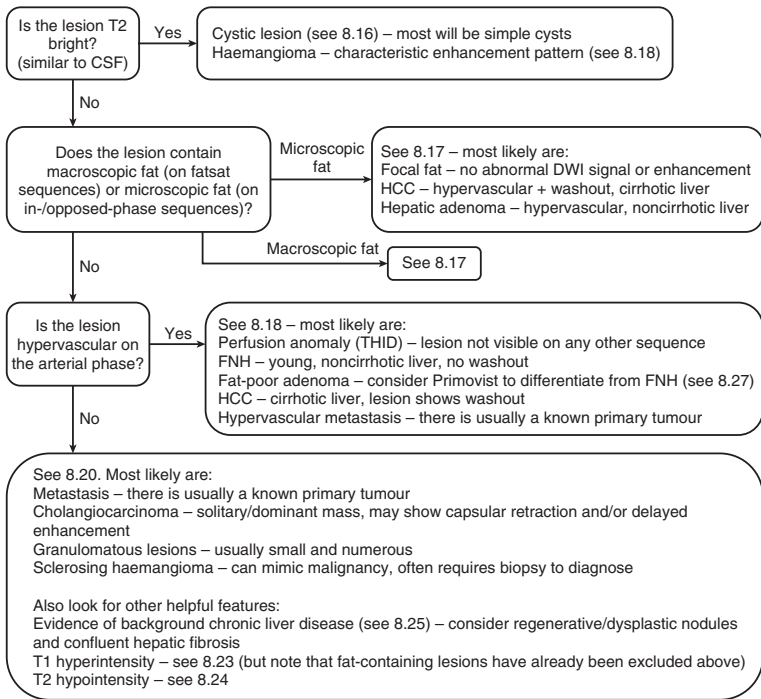 Is the lesion T2
bright?
(similar to CSF)
Yes
Cystic lesion (see 8.16) – most will be simple cysts
Haemangioma – characteristic enhancement pattern (see 8.18)
No
Does the lesion contain
macroscopic fat (on fatsat
sequences) or microscopic fat (on
in-/opposed-phase sequences)?
Microscopic
fat
See 8.17 – most likely are:
Focal fat – no abnormal DWI signal or enhancement
HCC – hypervascular + washout, cirrhotic liver
Hepatic adenoma – hypervascular, noncirrhotic liver
Macroscopic fat
See 8.17
No
Is the lesion
hypervascular on
the arterial phase?
Yes
See 8.18 – most likely are:
Perfusion anomaly (THID) – lesion not visible on any other sequence
FNH – young, noncirrhotic liver, no washout
Fat-poor adenoma – consider Primovist to differentiate from FNH (see 8.27)
HCC – cirrhotic liver, lesion shows washout
Hypervascular metastasis – there is usually a known primary tumour
No
See 8.20. Most likely are:
Metastasis – there is usually a known primary tumour
Cholangiocarcinoma – solitary/dominant mass, may show capsular retraction and/or delayed
enhancement
Granulomatous lesions – usually small and numerous
Sclerosing haemangioma – can mimic malignancy, often requires biopsy to diagnose
Also look for other helpful features:
Evidence of background chronic liver disease (see 8.25) – consider regenerative/dysplastic nodules
and confluent hepatic fibrosis
T1 hyperintensity – see 8.23 (but note that fat-containing lesions have already been excluded above)
T2 hypointensity – see 8.24